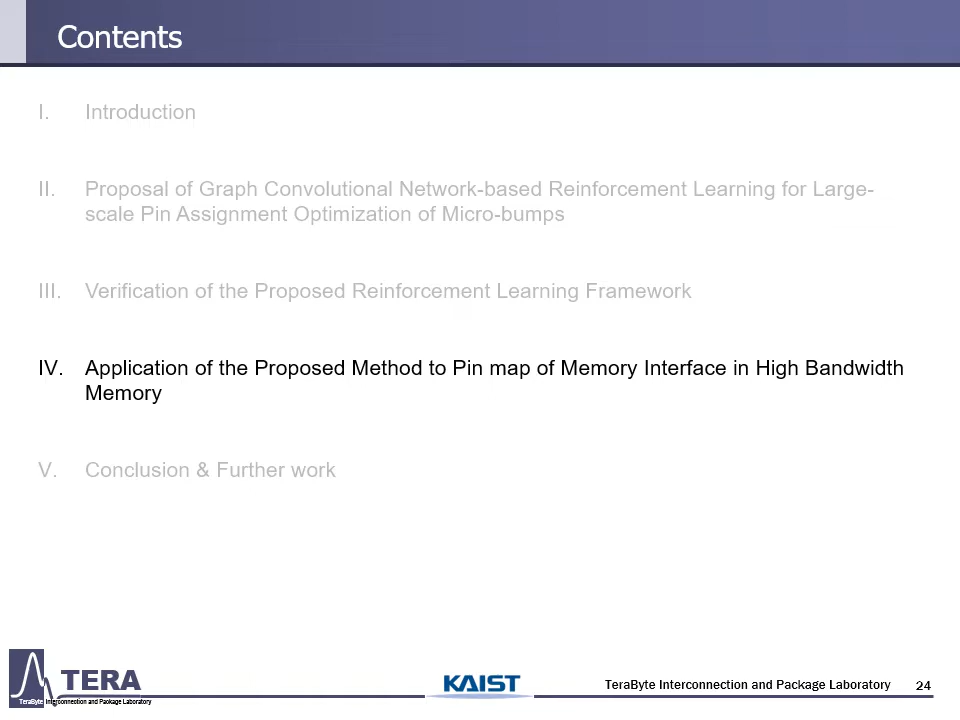 Contents
I. Introduction
II. Proposal of Graph Convolutional Network-based Reinforcement Learning for Large-
scale Pin Assignment Optimization of Micro-bumps
III. Verification of the Proposed Reinforcement Learning Framework
IV. Application of the Proposed Method to Pin map of Memory Interface in High Bandwidth
Memory
V. Conclusion & Further work
TERA
TeraByte Interconnection and Package Laboratory
KAIST
TeraByte Interconnection and Package Laboratory 24